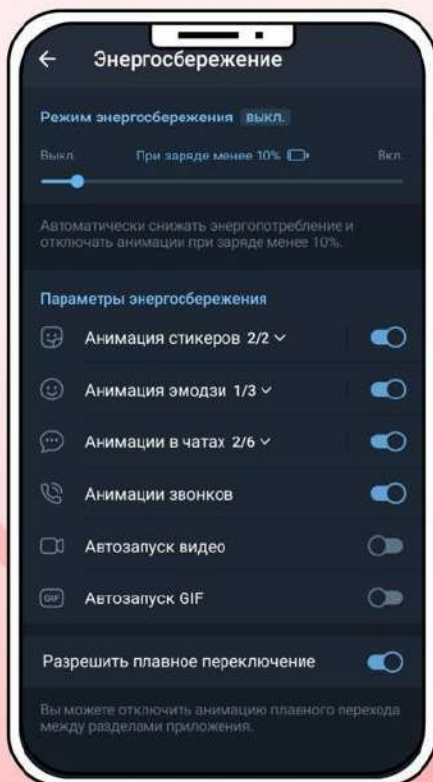 Энергосбережение
Режим энергосбережения ВЫКЛ.
Выкл. При заряде менее 10% Вкл.
Автоматически снижать энергопотребление и
отключать анимации при заряде менее 10%.
Параметры энергосбережения
Анимация стикеров 2/2
Анимация эмодзи 1/3
Анимации в чатах 2/6
Анимации звонков
Автозапуск видео
GIF Автозапуск GIF
Разрешить плавное переключение
Вы можете отключить анимацию плавного перехода
между разделами приложения.